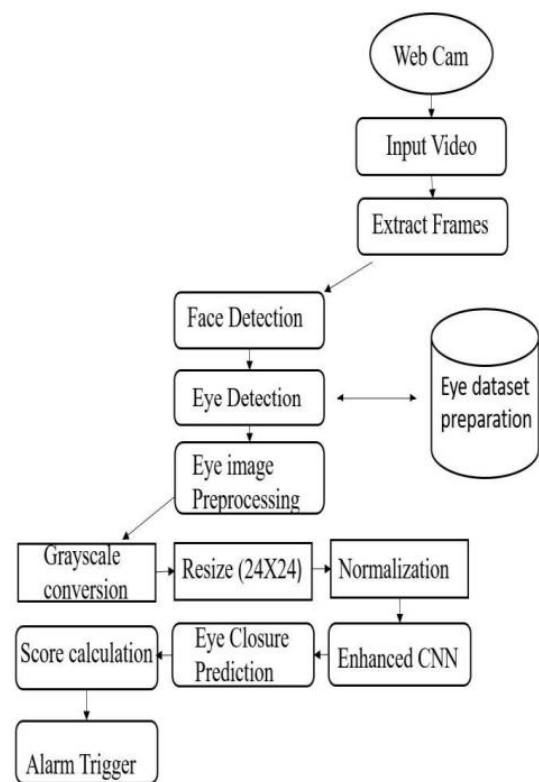 Web Cam
Input Video
Extract Frames
Face Detection
Eye Detection
Eye dataset
preparation
Eye image
Preprocessing
Grayscale
conversion
Resize (24X24)
Normalization
Enhanced CNN
Eye Closure
Prediction
Score calculation
Alarm Trigger